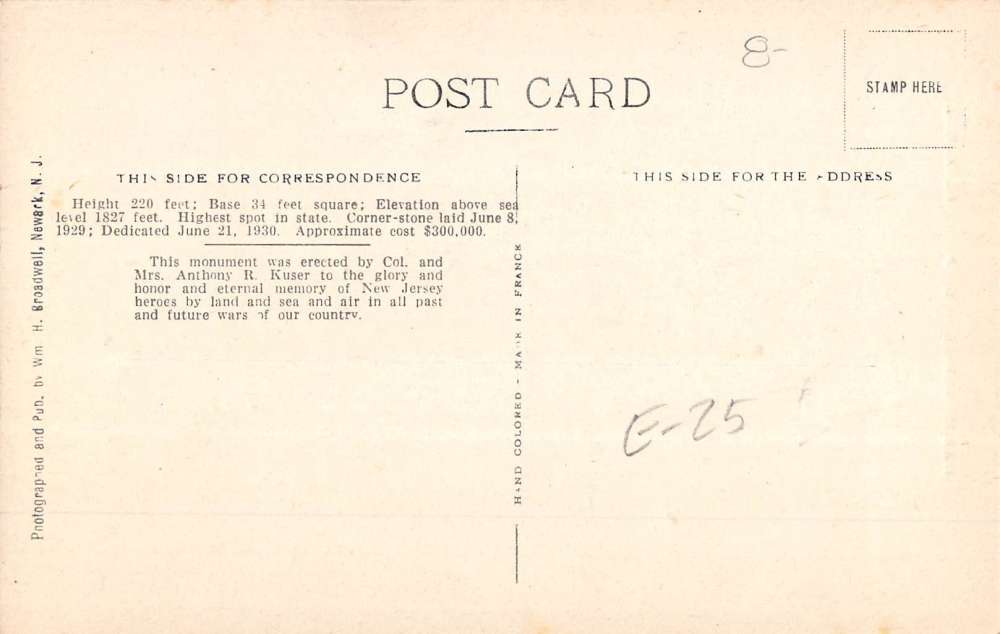 8-
POST CARD
STAMP HERE
THIS SIDE FOR CORRESPONDENCE
THIS SIDE FOR THE ADDRESS
Height 220 feet; Base 34 feet square; Elevation above sea
level 1827 feet. Highest spot in state. Corner-stone laid June 8,
1929; Dedicated June 21, 1930. Approximate cost $300,000.
This monument was erected by Col. and
Mrs. Anthony R. Kuser to the glory and
honor and eternal memory of New Jersey
heroes by land and sea and air in all past
and future wars of our country.
Photographed and Pub. by Wm. H. Broadwell, Newark, N. J.
HAND COLORED - MADE IN FRANCE
E-25